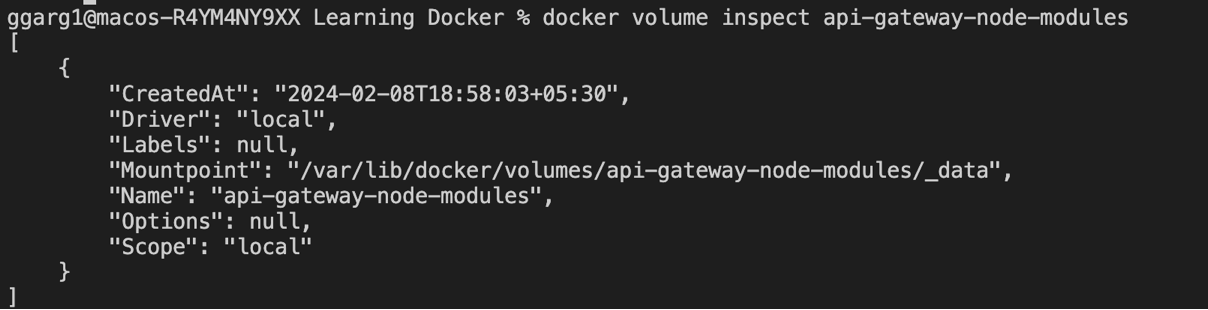 ggarg1@macos-R4YM4NY9XX Learning Docker % docker volume inspect api-gateway-node-modules
[
    {
        "CreatedAt": "2024-02-08T18:58:03+05:30",
        "Driver": "local",
        "Labels": null,
        "Mountpoint": "/var/lib/docker/volumes/api-gateway-node-modules/_data",
        "Name": "api-gateway-node-modules",
        "Options": null,
        "Scope": "local"
    }
]